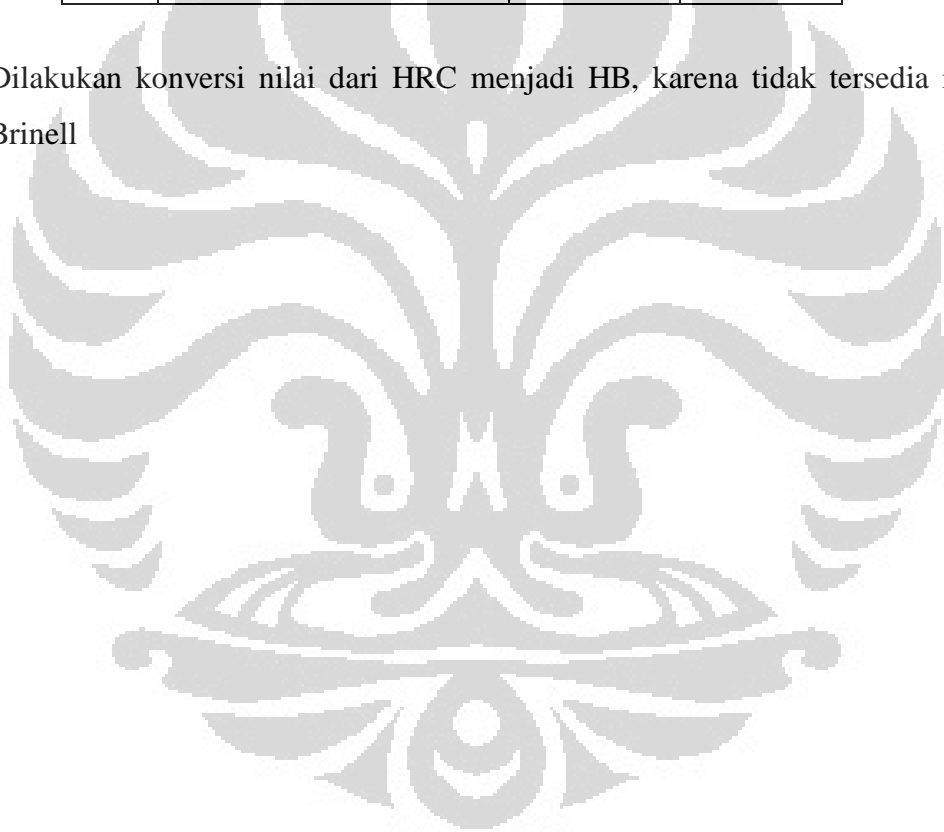 Dilakukan konversi nilai dari HRC menjadi HB, karena tidak tersedia
Brinell